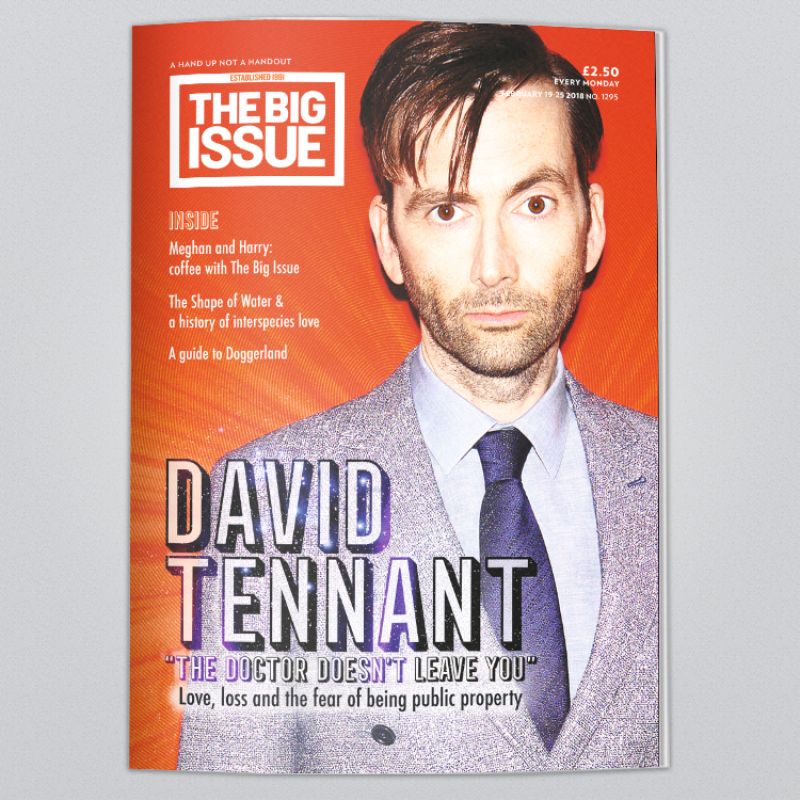 A HAND UP NOT A HANDOUT
ESTABLISHED 1991
THE BIG
ISSUE
£2.50
EVERY MONDAY
FEBRUARY 19-25 2018 NO. 1295
INSIDE
Meghan and Harry:
coffee with The Big Issue
The Shape of Water &
a history of interspecies love
A guide to Doggerland
DAVID
TENNANT
"THE DOCTOR DOESN'T LEAVE YOU"
Love, loss and the fear of being public property